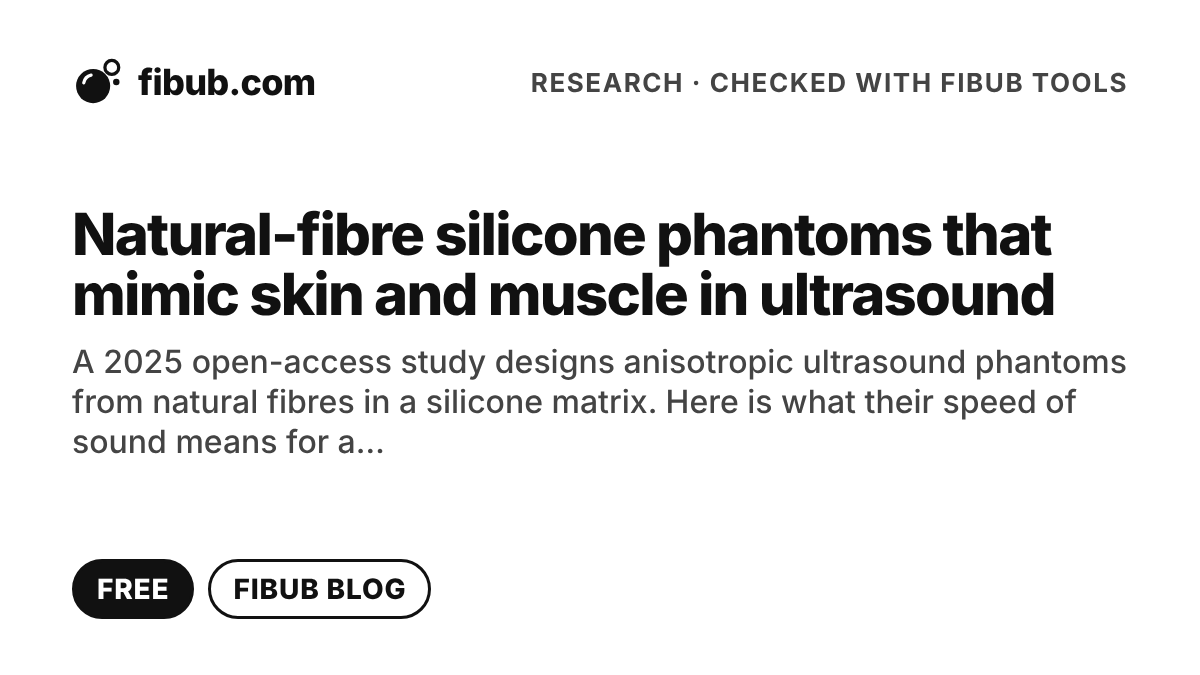 fibub.com
RESEARCH · CHECKED WITH FIBUB TOOLS
Natural-fibre silicone phantoms that
mimic skin and muscle in ultrasound
A 2025 open-access study designs anisotropic ultrasound phantoms
from natural fibres in a silicone matrix. Here is what their speed of
sound means for a...
FREE
FIBUB BLOG